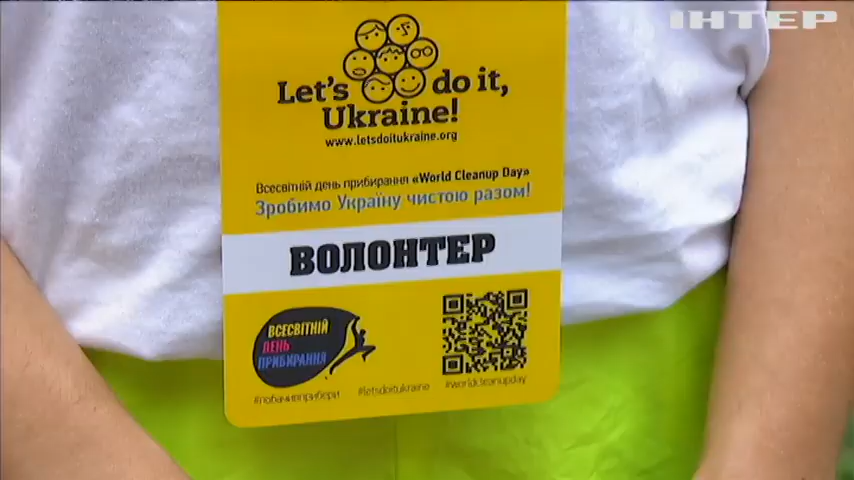 ІНТЕР
Let's do it,
Ukraine!
www.letsdoitukraine.org
Всесвітній день прибирання «World Cleanup Day»
Зробимо Україну чистою разом!
ВОЛОНТЕР
ВСЕСВІТНІЙ
ДЕНЬ
ПРИБИРАННЯ
#побачивприбери #letsdoitukraine #worldcleanupday